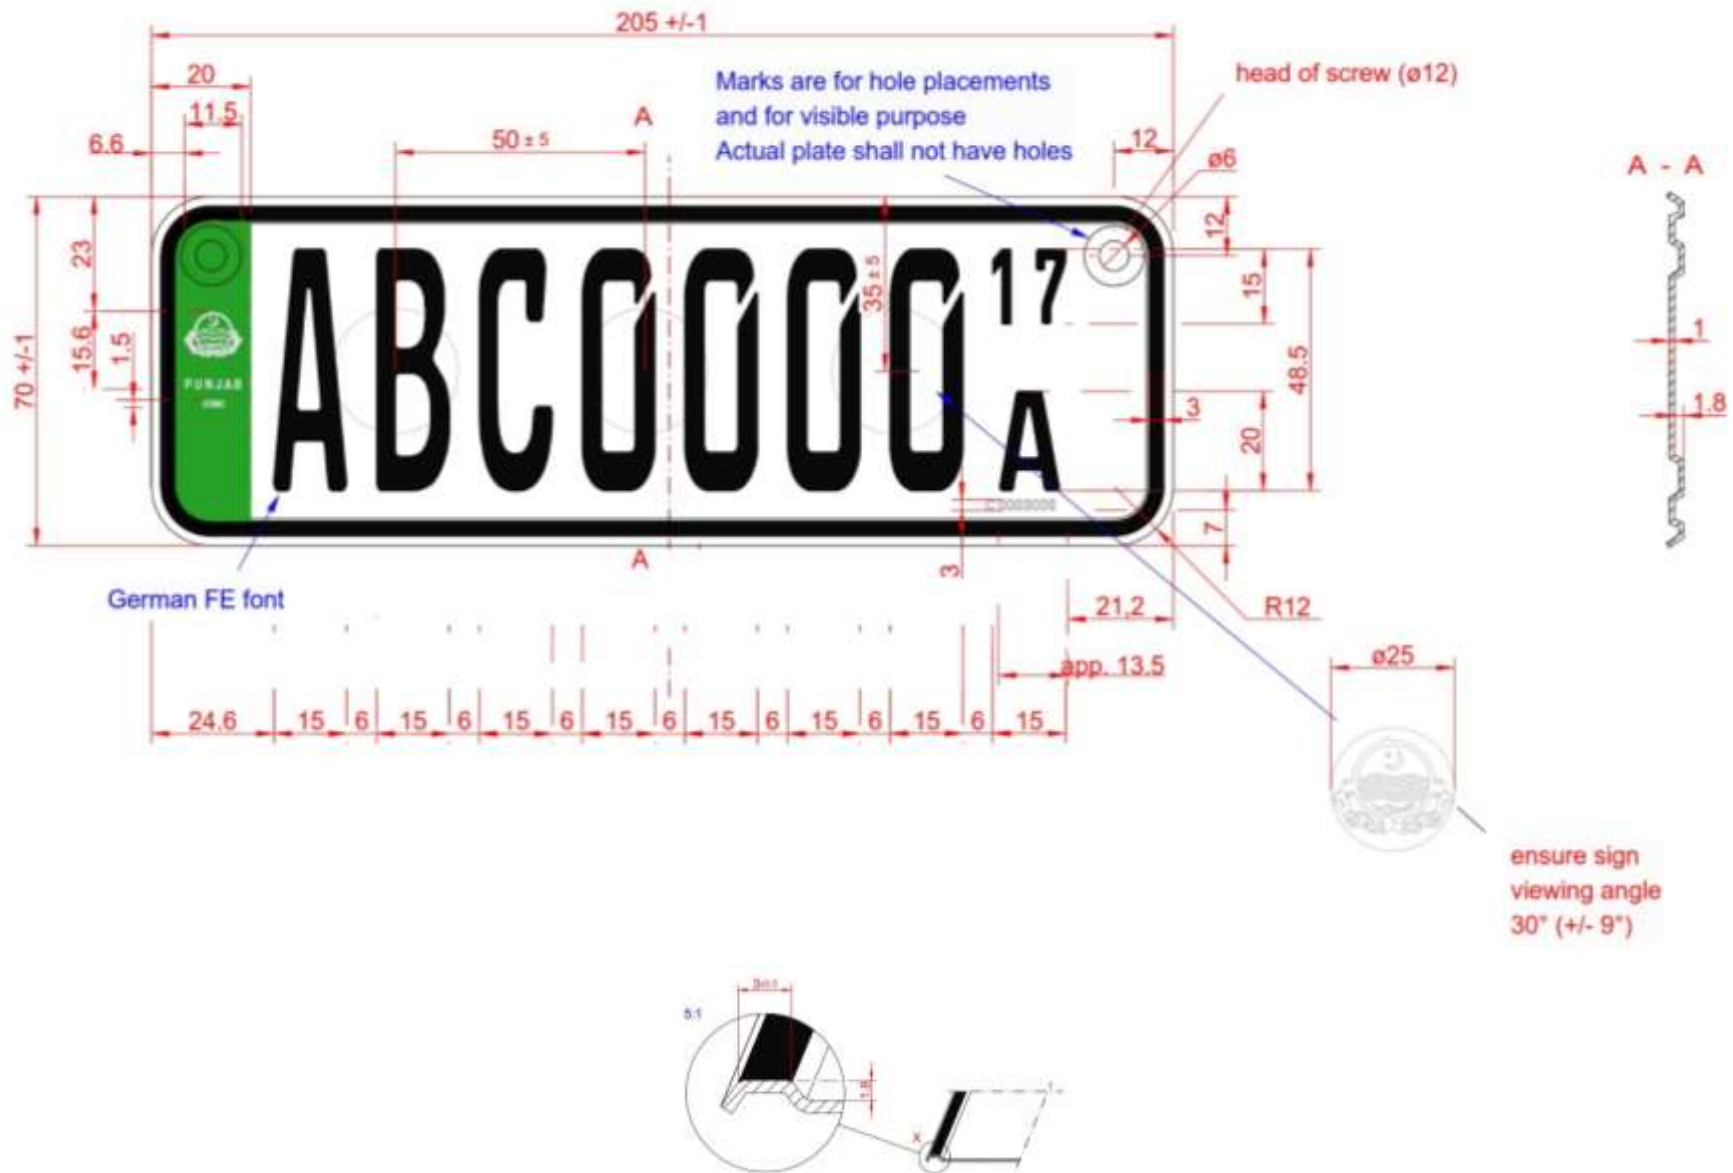 205 +/-1
20
11.5
6.6
50 ± 5
A
Marks are for hole placements
and for visible purpose
Actual plate shall not have holes
head of screw (ø12)
12
ø6
A - A
70 +/-1
23
15.6
1.5
PUNJAB
ABC0000
17
A
35 ± 5
12
15
48.5
20
3
7
1
1.8
A
3
German FE font
21,2
R12
app. 13.5
ø25
24.6
15
6
15
6
15
6
15
6
15
6
15
6
15
6
15
ensure sign
viewing angle
30° (+/- 9°)
5:1
1.8
X